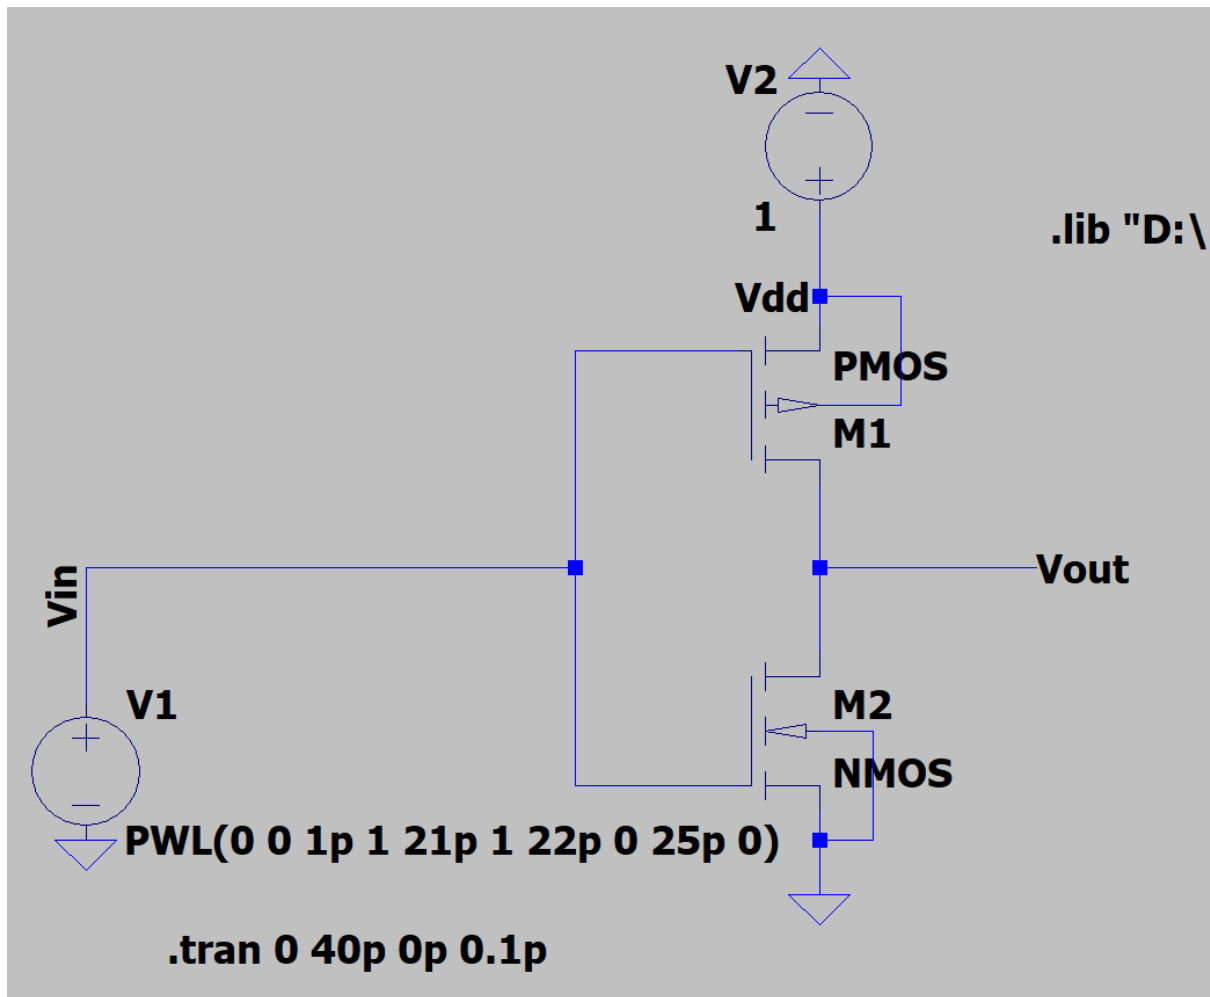 V2
1
.lib "D:\
Vdd
PMOS
M1
Vin
Vout
V1
M2
NMOS
PWL(0 0 1p 1 21p 1 22p 0 25p 0)
.tran 0 40p 0p 0.1p